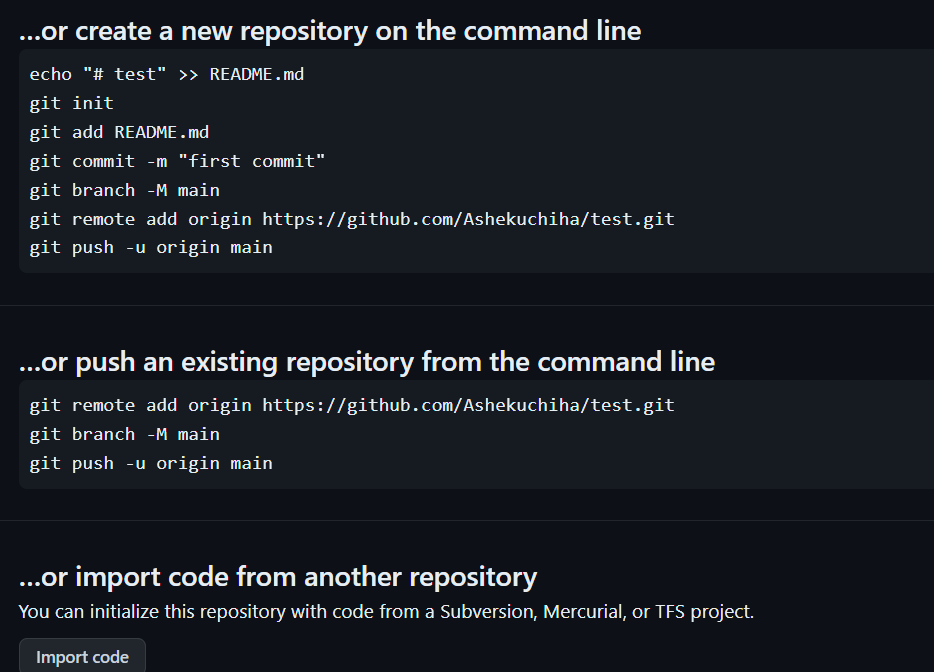 ...or create a new repository on the command line
echo "# test" >> README.md
git init
git add README.md
git commit -m "first commit"
git branch -M main
git remote add origin https://github.com/Ashekuchiha/test.git
git push -u origin main
...or push an existing repository from the command line
git remote add origin https://github.com/Ashekuchiha/test.git
git branch -M main
git push -u origin main
...or import code from another repository
You can initialize this repository with code from a Subversion, Mercurial, or TFS project.
Import code